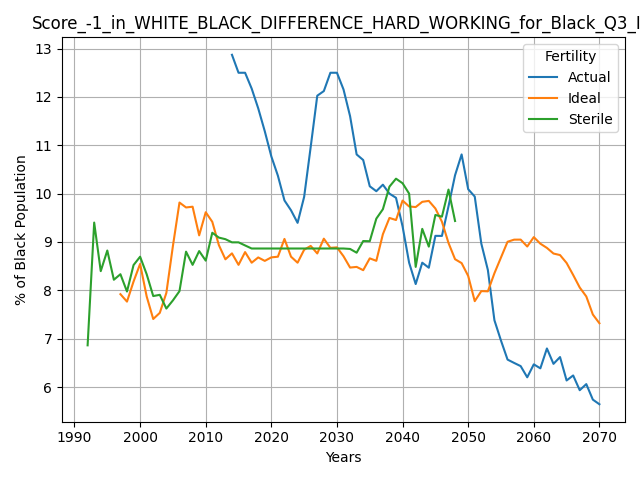 Score_-1_in_WHITE_BLACK_DIFFERENCE_HARD_WORKING_for_Black_Q3_I
13
12
11
10
9
8
7
6
% of Black Population
Fertility
Actual
Ideal
Sterile
1990 2000 2010 2020 2030 2040 2050 2060 2070
Years